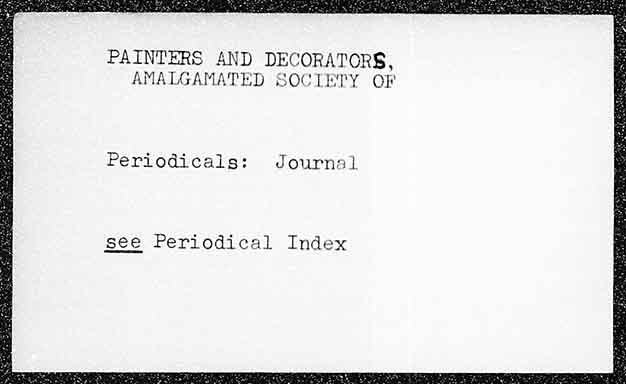 PAINTERS AND DECORATORS,
AMALGAMATED SOCIETY OF
Periodicals: Journal
see Periodical Index